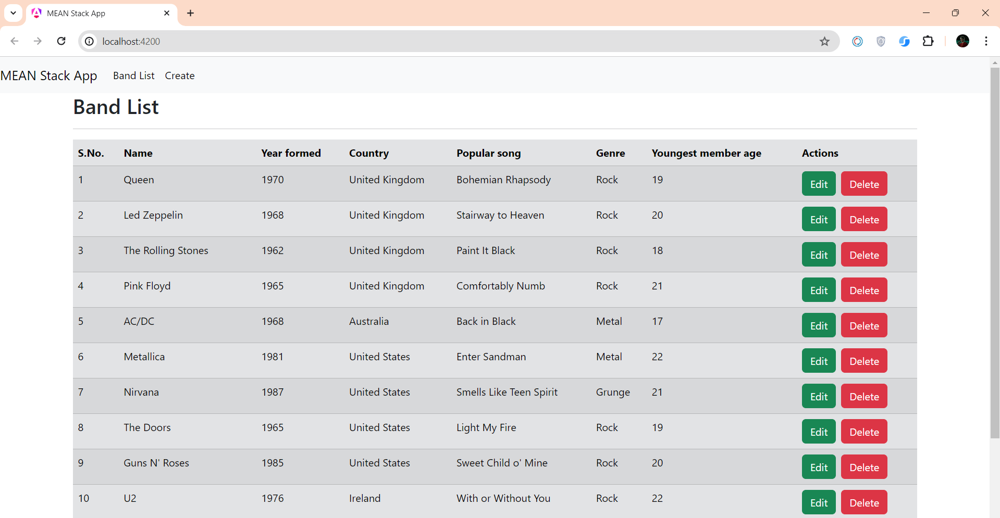 MEAN Stack App
localhost:4200
MEAN Stack App Band List Create
Band List
S.No. Name Year formed Country Popular song Genre Youngest member age Actions
1 Queen 1970 United Kingdom Bohemian Rhapsody Rock 19 Edit Delete
2 Led Zeppelin 1968 United Kingdom Stairway to Heaven Rock 20 Edit Delete
3 The Rolling Stones 1962 United Kingdom Paint It Black Rock 18 Edit Delete
4 Pink Floyd 1965 United Kingdom Comfortably Numb Rock 21 Edit Delete
5 AC/DC 1968 Australia Back in Black Metal 17 Edit Delete
6 Metallica 1981 United States Enter Sandman Metal 22 Edit Delete
7 Nirvana 1987 United States Smells Like Teen Spirit Grunge 21 Edit Delete
8 The Doors 1965 United States Light My Fire Rock 19 Edit Delete
9 Guns N' Roses 1985 United States Sweet Child o' Mine Rock 20 Edit Delete
10 U2 1976 Ireland With or Without You Rock 22 Edit Delete